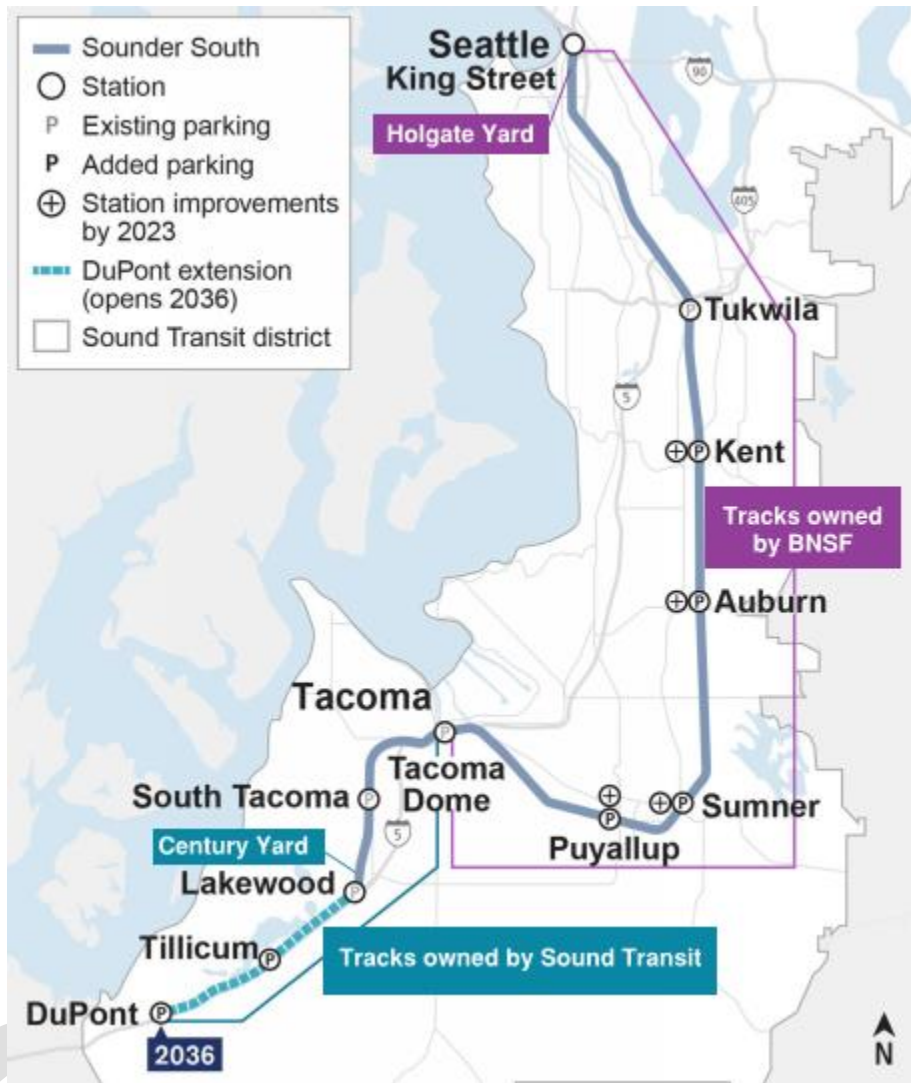 Sounder South
Station
P Existing parking
P Added parking
Station improvements
by 2023
DuPont extension
(opens 2036)
Sound Transit district
Seattle
King Street
90
Holgate Yard
405
P Tukwila
5
P Kent
Tracks owned
by BNSF
P Auburn
Tacoma
P
Tacoma
Dome
South Tacoma P
P Sumner
P
Puyallup
5
Century Yard
Lakewood P
Tillicum P
Tracks owned by Sound Transit
DuPont P
2036
N